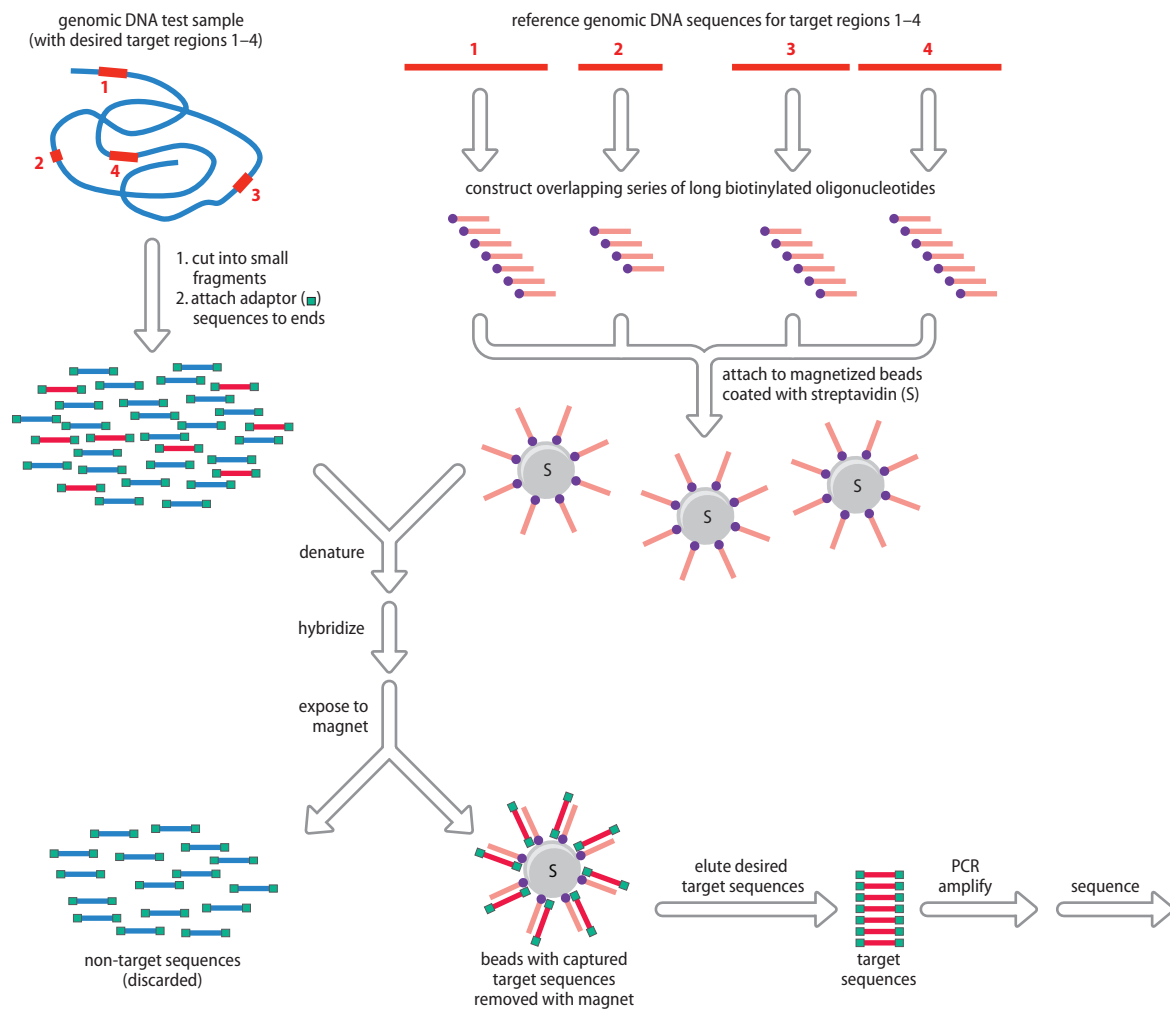 genomic DNA test sample
(with desired target regions 1–4)
1
2
4
3
reference genomic DNA sequences for target regions 1–4
1
2
3
4
construct overlapping series of long biotinylated oligonucleotides
1. cut into small
fragments
2. attach adaptor ( )
sequences to ends
attach to magnetized beads
coated with streptavidin (S)
S
S
S
denature
hybridize
expose to
magnet
non-target sequences
(discarded)
S
beads with captured
target sequences
removed with magnet
elute desired
target sequences
target
sequences
PCR
amplify
sequence